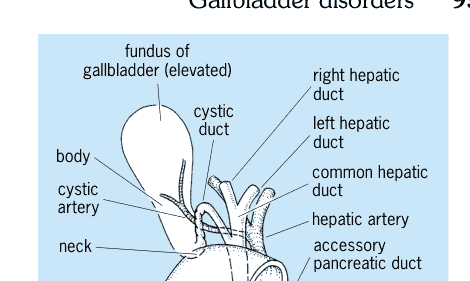 Gallbladder disorders
fundus of
gallbladder (elevated)
cystic
duct
right hepatic
duct
left hepatic
duct
body
common hepatic
duct
cystic
artery
hepatic artery
neck
accessory
pancreatic duct